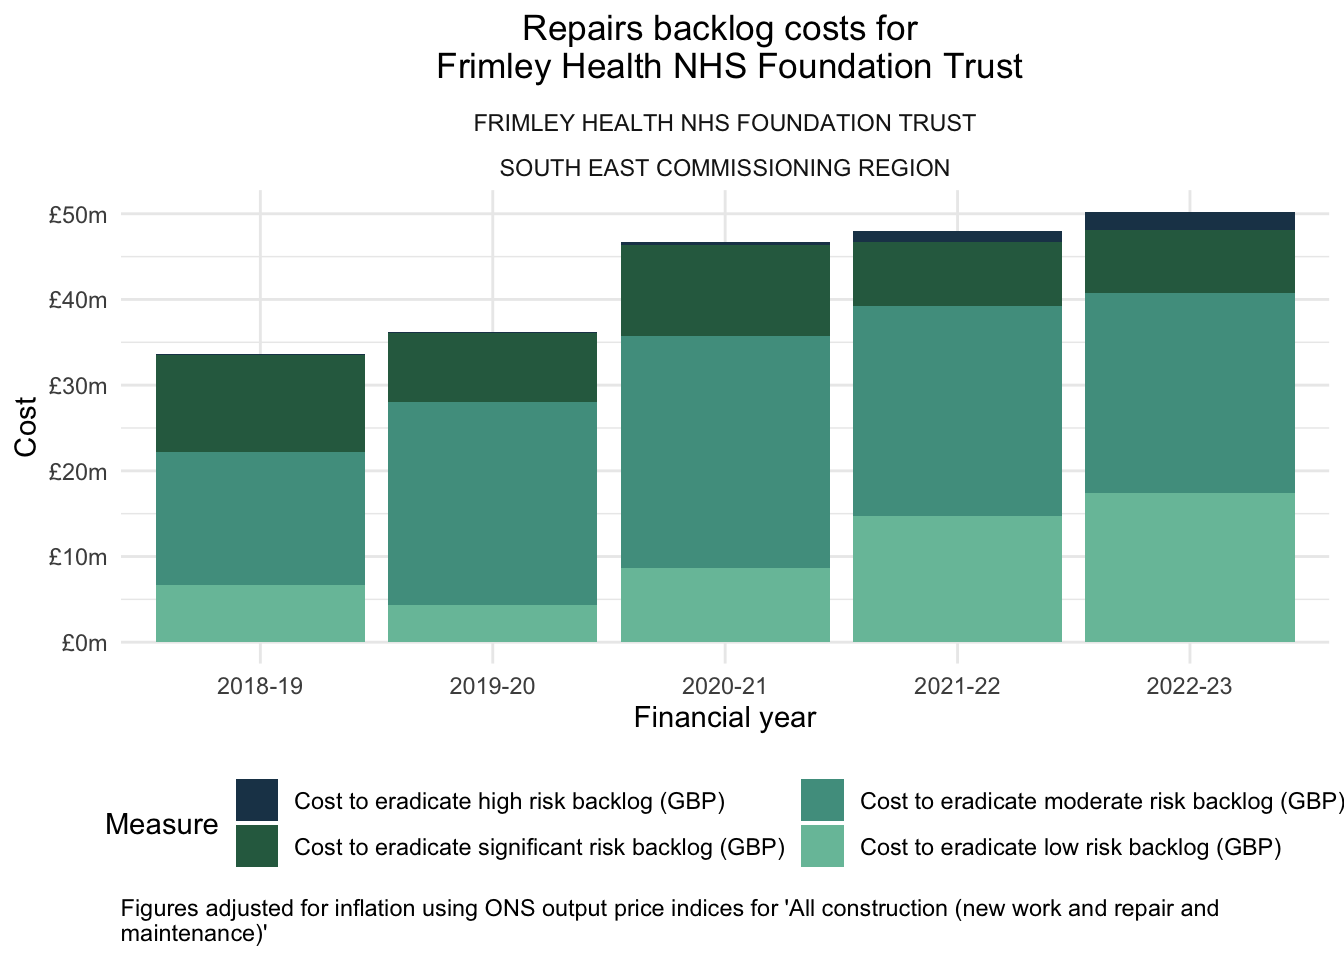 Repairs backlog costs for
Frimley Health NHS Foundation Trust
FRIMLEY HEALTH NHS FOUNDATION TRUST
SOUTH EAST COMMISSIONING REGION
£50m
£40m
£30m
£20m
£10m
£0m
Cost
2018-19 2019-20 2020-21 2021-22 2022-23
Financial year
Measure
Cost to eradicate high risk backlog (GBP)
Cost to eradicate significant risk backlog (GBP)
Cost to eradicate moderate risk backlog (GBP)
Cost to eradicate low risk backlog (GBP)
Figures adjusted for inflation using ONS output price indices for 'All construction (new work and repair and
maintenance)'